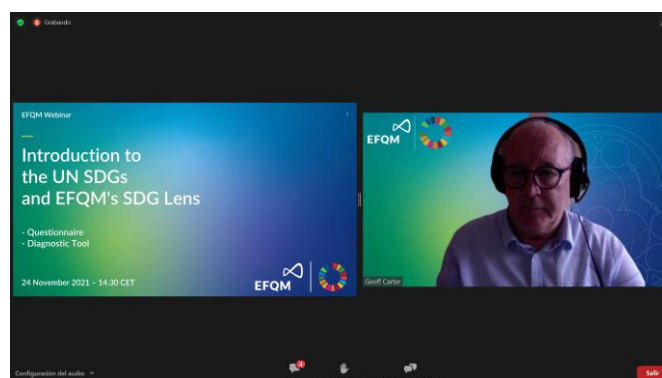 Grabando
EFQM Webinar
Introduction to
the UN SDGs
and EFQM's SDG Lens
- Questionnaire
- Diagnostic Tool
24 November 2021 – 14.30 CET
EFQM
EFQM
Geoff Carter
Configuración del audio
4
Salir